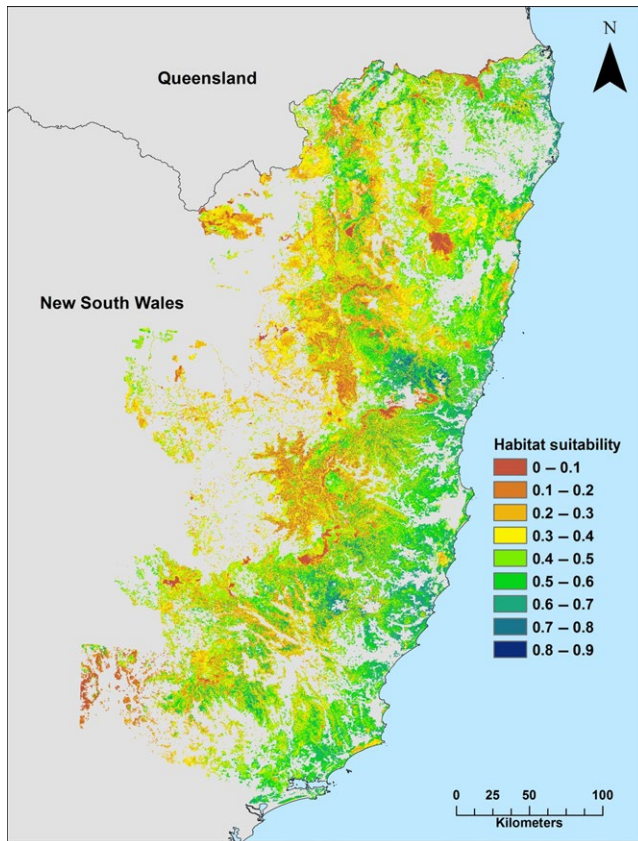 N
Queensland
New South Wales
Habitat suitability
0 – 0.1
0.1 – 0.2
0.2 – 0.3
0.3 – 0.4
0.4 – 0.5
0.5 – 0.6
0.6 – 0.7
0.7 – 0.8
0.8 – 0.9
0 25 50 100
Kilometers